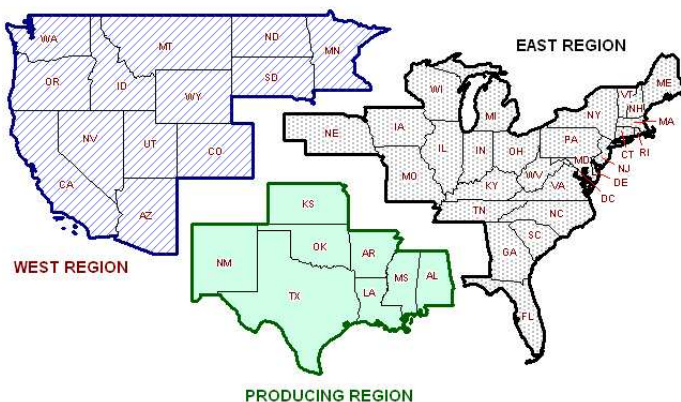 WA
MT
ND
MN
OR
ID
SD
WY
NV
UT
CO
CA
AZ
WEST REGION
EAST REGION
ME
VT
NH
WI
NY
MA
MI
IA
PA
NE
RI
CT
IL
IN
OH
NJ
MD
DE
WV
MO
VA
KY
DC
NC
TN
SC
GA
FL
KS
OK
AR
NM
MS
AL
TX
LA
PRODUCING REGION